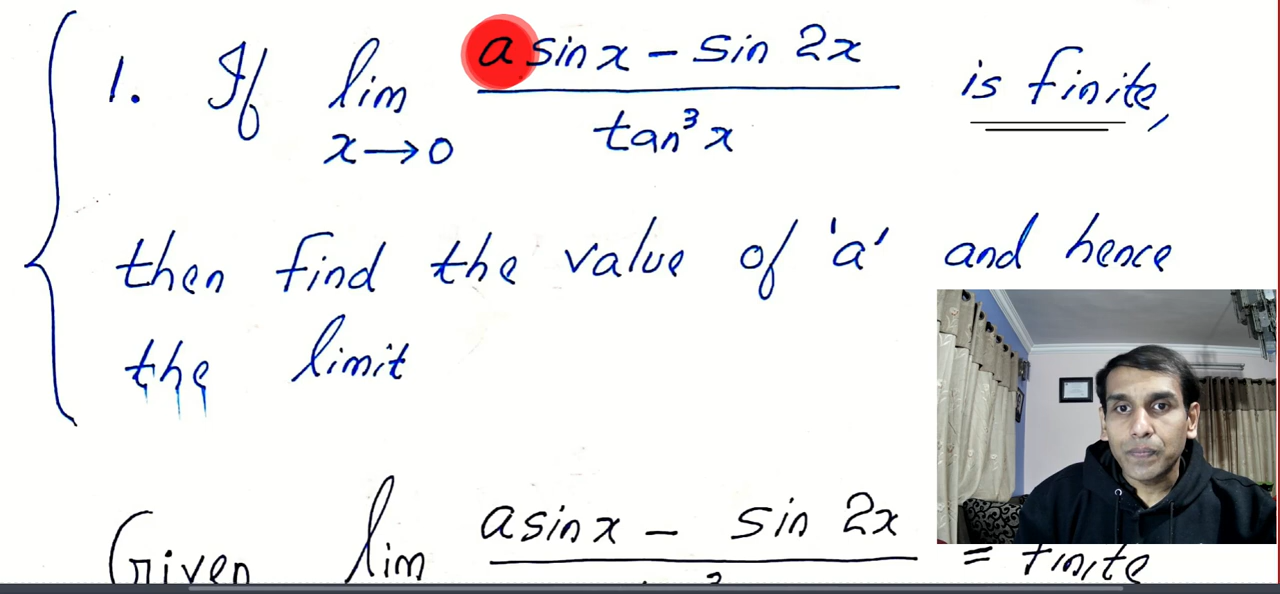 1. If lim x→0 (a sin x - sin 2x) / (tan³ x) is finite,
then find the value of 'a' and hence
the limit
Given lim (a sin x - sin 2x) / = finite